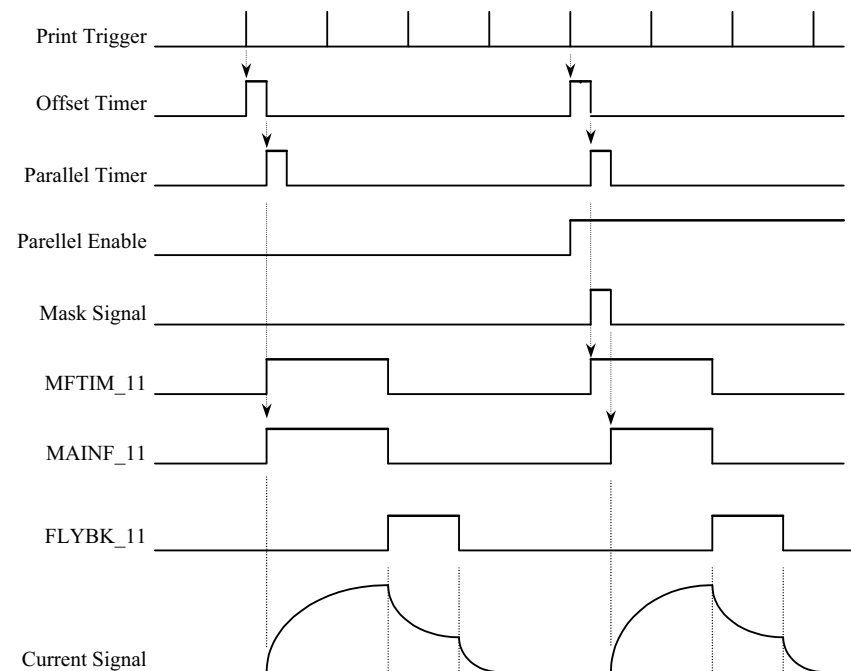 Print Trigger
Offset Timer
Parallel Timer
Parellel Enable
Mask Signal
MFTIM_11
MAINF_11
FLYBK_11
Current Signal